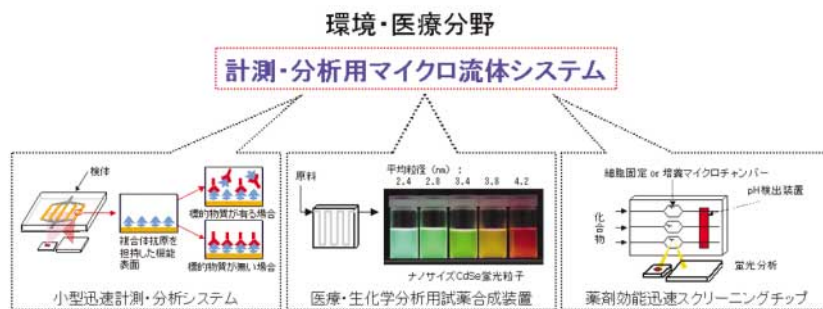 環境・医療分野
計測・分析用マイクロ流体システム
検体
複合体抗原を
担持した機能
表面
標的物質が有る場合
標的物質が無い場合
小型迅速計測・分析システム
原料
平均粒径(nm):
2.4 2.8 3.4 3.8 4.2
ナノサイズCdSe蛍光粒子
医療・生化学分析用試薬合成装置
細胞固定 or 培養マイクロチャンバー
pH検出装置
化合物
蛍光分析
薬剤効能迅速スクリーニングチップ